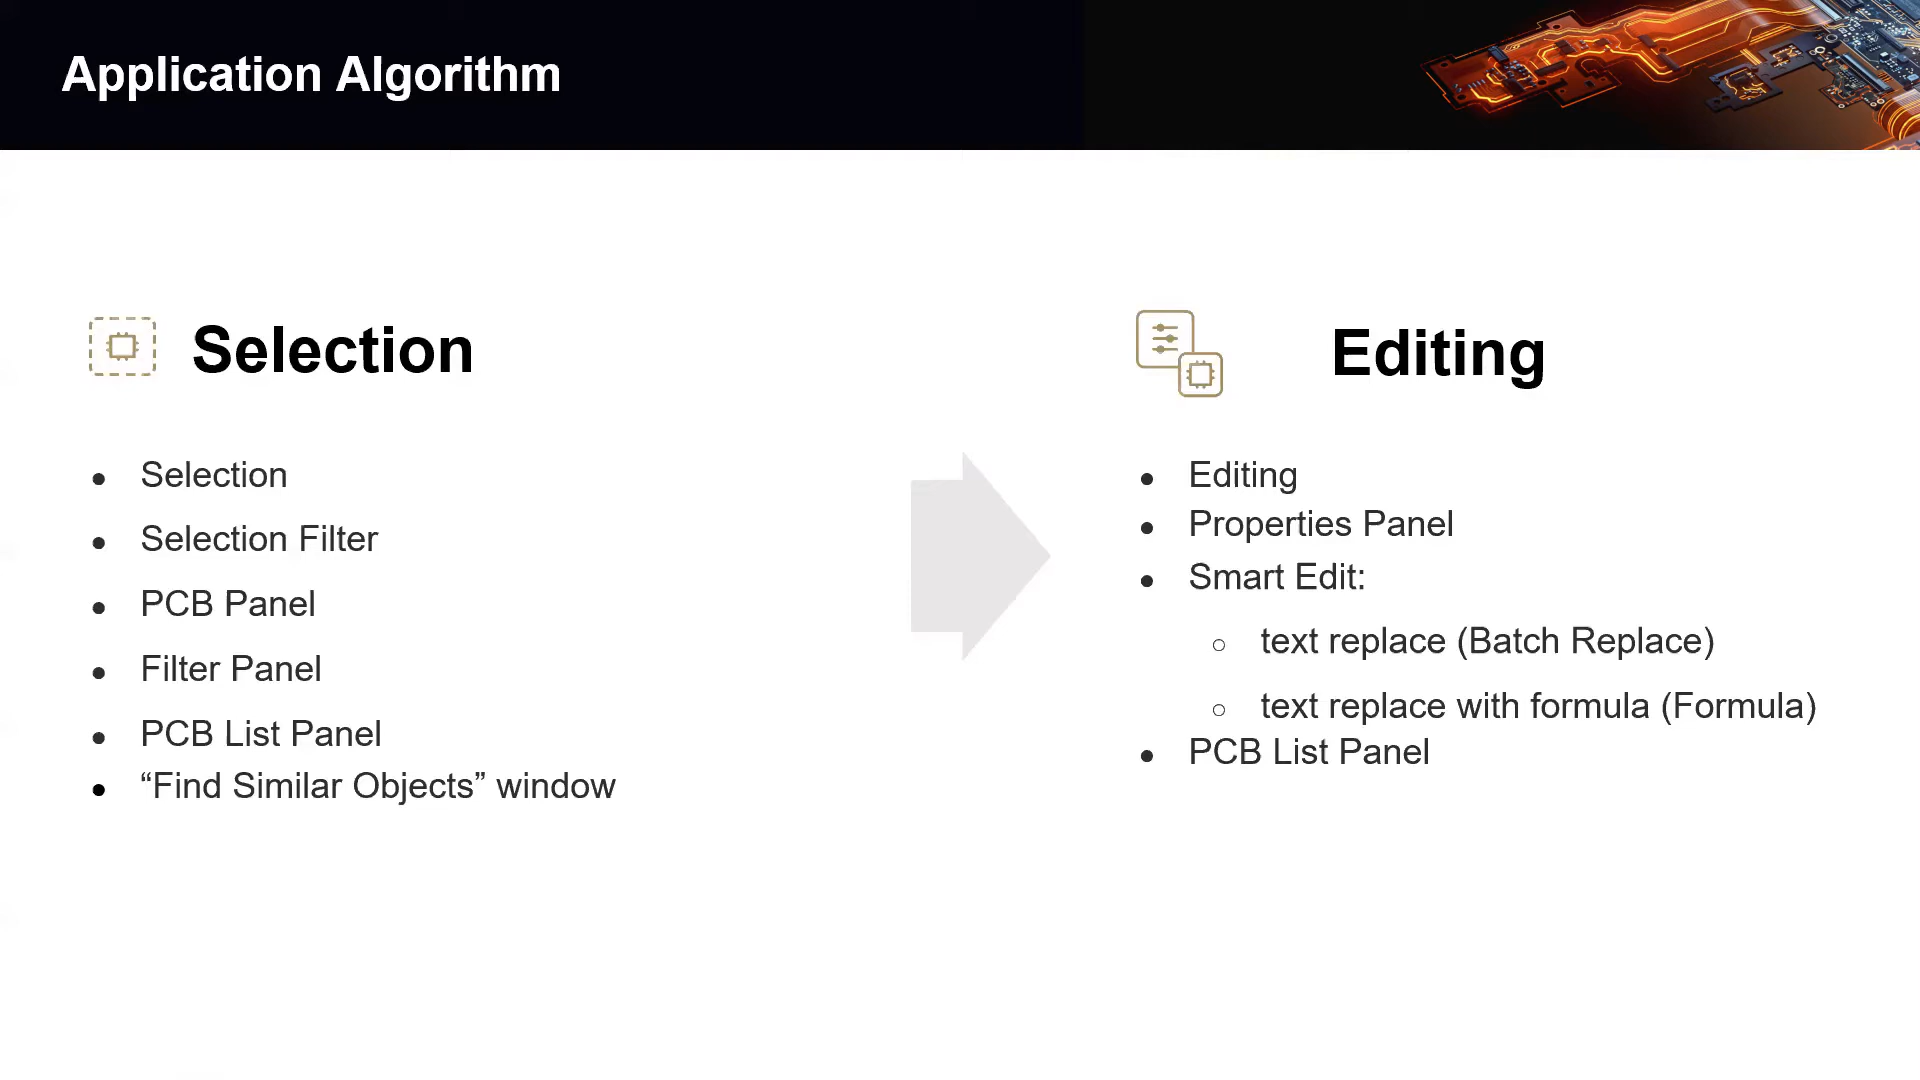 Application Algorithm
Selection
Selection
Selection Filter
PCB Panel
Filter Panel
PCB List Panel
“Find Similar Objects” window
Editing
Editing
Properties Panel
Smart Edit:
text replace (Batch Replace)
text replace with formula (Formula)
PCB List Panel